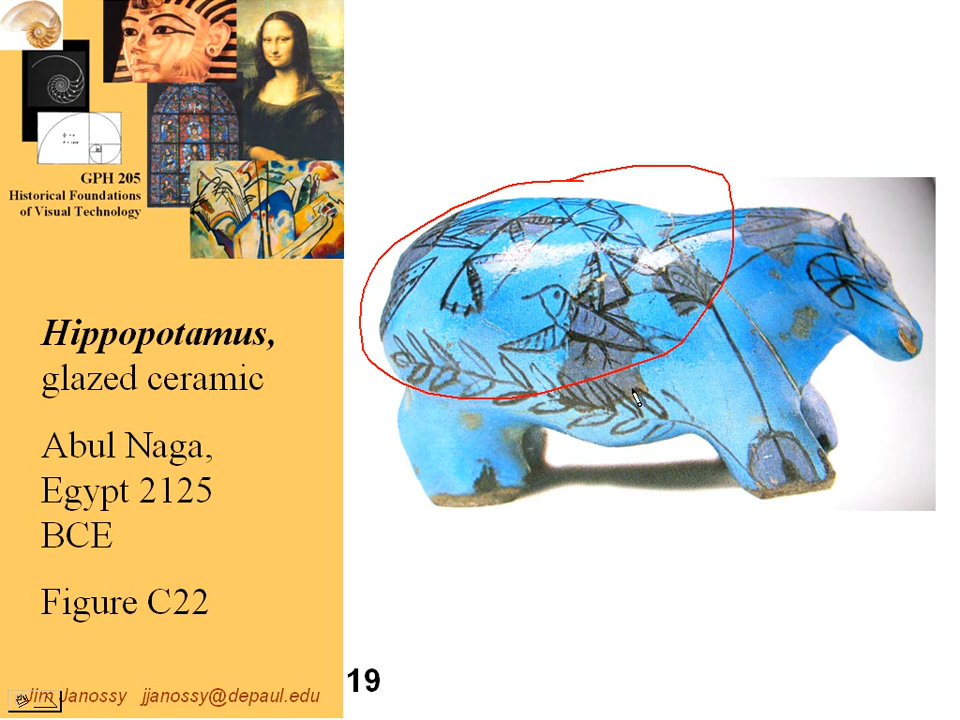 GPH 205
Historical Foundations
of Visual Technology
Hippopotamus,
glazed ceramic
Abul Naga,
Egypt 2125
BCE
Figure C22
Jim Janossy jjanossy@depaul.edu
19